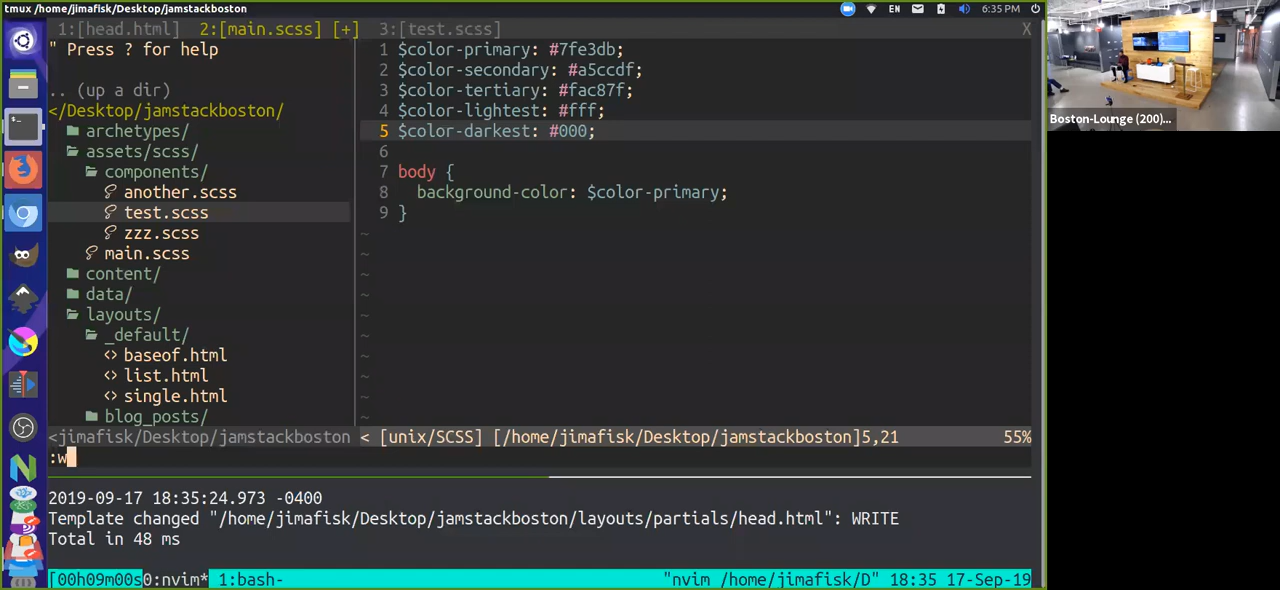 tmux /home/jimafisk/Desktop/jamstackboston
EN
6:35 PM
1:[head.html] 2:[main.scss] [+] 3:[test.scss] X
" Press ? for help
.. (up a dir)
</Desktop/jamstackboston/
archetypes/
assets/scss/
components/
another.scss
test.scss
zzz.scss
main.scss
content/
data/
layouts/
_default/
<> baseof.html
<> list.html
<> single.html
blog_posts/
1 $color-primary: #7fe3db;
2 $color-secondary: #a5ccdf;
3 $color-tertiary: #fac87f;
4 $color-lightest: #fff;
5 $color-darkest: #000;
6
7 body {
8 background-color: $color-primary;
9 }
~
~
~
~
~
~
~
~
~
~
<jimafisk/Desktop/jamstackboston < [unix/SCSS] [/home/jimafisk/Desktop/jamstackboston]5,21 55%
:w
2019-09-17 18:35:24.973 -0400
Template changed "/home/jimafisk/Desktop/jamstackboston/layouts/partials/head.html": WRITE
Total in 48 ms
[00h09m00s0:nvim* 1:bash- "nvim /home/jimafisk/D" 18:35 17-Sep-19
Boston-Lounge (200)...